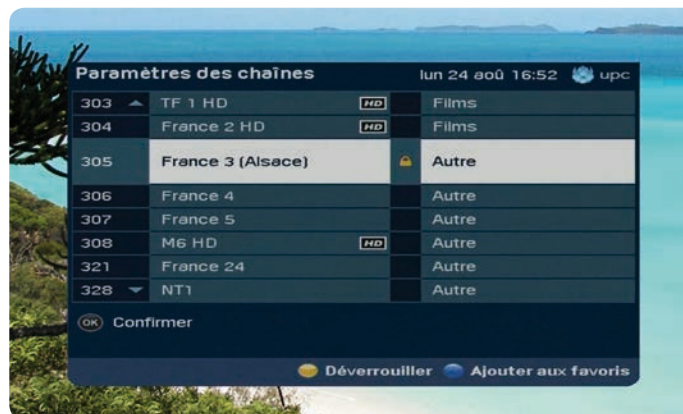 Paramètres des chaînes lun 24 aoû 16:52 upc
303 TF 1 HD HD Films
304 France 2 HD HD Films
305 France 3 (Alsace) Autre
306 France 4 Autre
307 France 5 Autre
308 M6 HD HD Autre
321 France 24 Autre
328 NT1 Autre
OK Confirmer
Déverrouiller Ajouter aux favoris